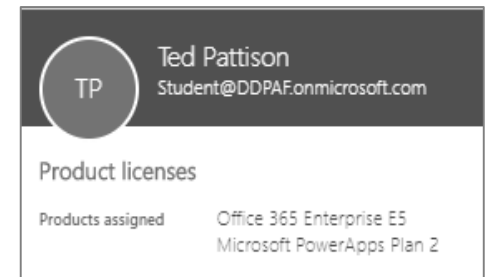 TP
Ted Pattison
Student@DDPAF.onmicrosoft.com
Product licenses
Products assigned Office 365 Enterprise E5
Microsoft PowerApps Plan 2